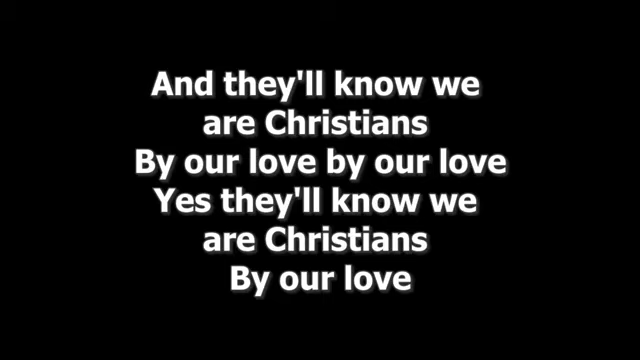 And they'll know we
are Christians
By our love by our love
Yes they'll know we
are Christians
By our love